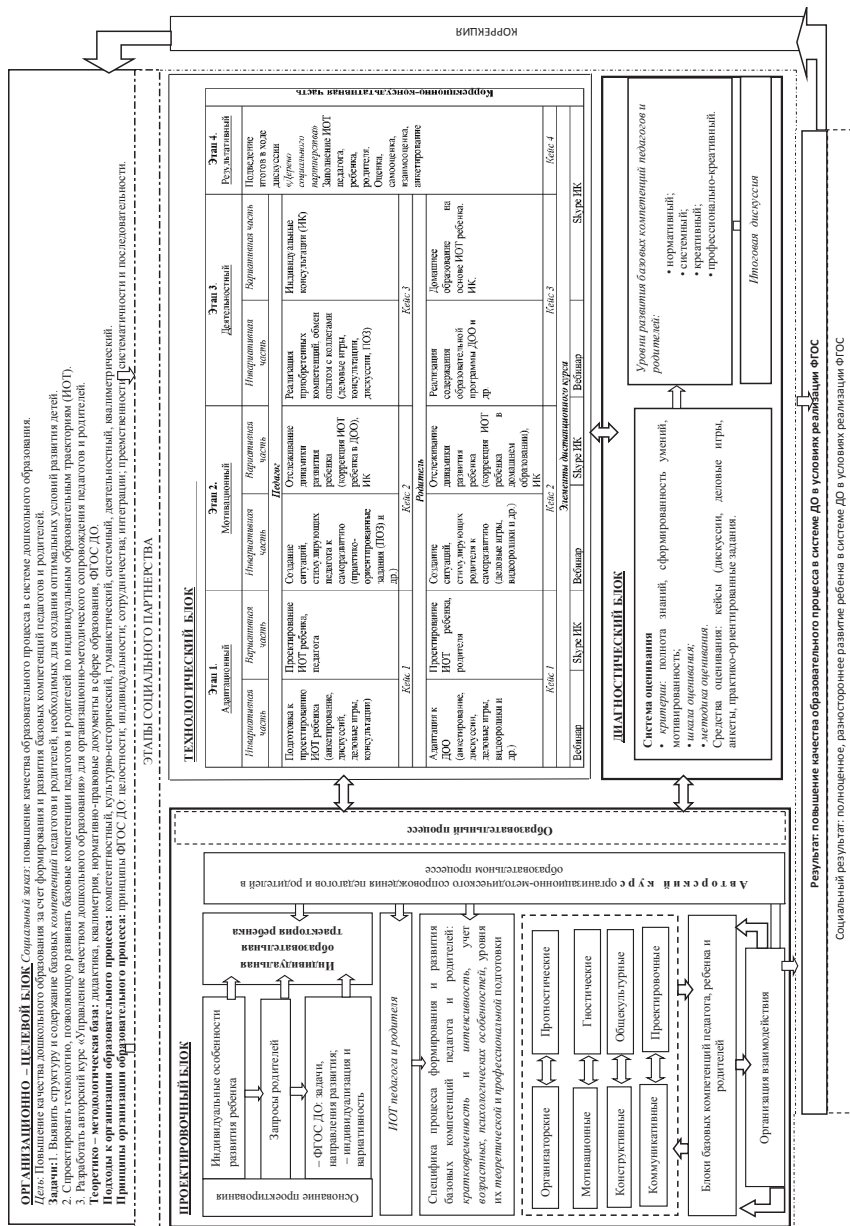 ОРГАНИЗАЦИОННО – ЦЕЛЕВОЙ БЛОК Социальный заказ: повышение качества образовательного процесса в системе дошкольного образования.
Цель: Повышение качества дошкольного образования за счет формирования и развития базовых компетенций педагогов и родителей.
Задачи:1. Выявить структуру и содержание базовых компетенций педагогов и родителей, необходимых для создания оптимальных условий развития детей.
2. Спроектировать технологию, позволяющую развивать базовые компетенции педагогов и родителей по индивидуальным образовательным траекториям (ИОТ).
3. Разработать авторский курс «Управление качеством дошкольного образования» для организационно-методического сопровождения педагогов и родителей.
Теоретико – методологическая база: дидактика, квалиметрия, нормативно-правовые документы в сфере образования, ФГОС ДО.
Подходы к организации образовательного процесса: компетентностный, культурно-исторический, гуманистический, системный, деятельностный, квалиметрический.
Принципы организации образовательного процесса: принципы ФГОС ДО: целостности; индивидуальности; сотрудничества; интеграции; преемственности; систематичности и последовательности.
ЭТАПЫ СОЦИАЛЬНОГО ПАРТНЕРСТВА
ПРОЕКТИРОВОЧНЫЙ БЛОК
Основание проектирования
Индивидуальные особенности
развития ребенка
Запросы родителей
– ФГОС ДО: задачи,
направления развития;
– индивидуализация и
вариативность
Индивидуальная
образовательная
траектория ребенка
ИОТ педагога и родителя
Специфика процесса формирования и развития
базовых компетенций педагога и родителей:
кратковременность и интенсивность, учет
возрастных, психологических особенностей, уровня
их теоретической и профессиональной подготовки
Организаторские
Прогностические
Мотивационные
Гностические
Конструктивные
Общекультурные
Коммуникативные
Проектировочные
Блоки базовых компетенций педагога, ребенка и
родителей
Организация взаимодействия
Авторский курс организационно-методического сопровождения педагогов и родителей в
образовательном процессе
Образовательный процесс
ТЕХНОЛОГИЧЕСКИЙ БЛОК
Этап 1.
Адаптационный
Этап 2.
Мотивационный
Этап 3.
Деятельностный
Этап 4.
Результативный
Инвариативная
часть
Вариативная
часть
Инвариативная
часть
Вариативная
часть
Инвариативная
часть
Вариативная часть
Педагог
Подготовка к
проектированию
ИОТ ребенка
(анкетирование,
дискуссий,
деловые игры,
консультации)
Проектирование
ИОТ ребенка,
педагога
Создание
ситуаций,
стимулирующих
педагога к
саморазвитию
(практико-
ориентированные
задания (ПОЗ) и
др.)
Отслеживание
динамики
развития
ребенка
(коррекция ИОТ
ребенка в ДОО),
ИК
Реализация
приобретенных
компетенций, обмен
опытом с коллегами
(деловые игры,
консультации,
дискуссии, ПОЗ)
Индивидуальные
консультации (ИК)
Подведение
итогов в ходе
дискуссии
«Дерево
социального
партнерства»
Заполнение ИОТ
педагога,
ребенка,
родителя.
Оценка,
самооценка,
взаимооценка,
анкетирование
Кейс 1
Кейс 2
Кейс 3
Родитель
Адаптация к
ДОО
(анкетирование,
дискуссии,
деловые игры,
видеоролики и
др.)
Проектирование
ИОТ ребенка,
родителя
Создание
ситуаций,
стимулирующих
родителя к
саморазвитию
(деловые игры,
видеоролики и др.)
Отслеживание
динамики
развития
ребенка
(коррекция ИОТ
ребенка в
домашнем
образовании),
ИК
Реализация
содержания
образовательной
программы ДОО и
др.
Домашнее
образование на
основе ИОТ ребенка.
ИК.
Кейс 1
Кейс 2
Кейс 3
Кейс 4
Элементы дистанционного курса
Вебинар
Skype ИК
Вебинар
Skype ИК
Вебинар
Skype ИК
Коррекционно-консультативная часть
ДИАГНОСТИЧЕСКИЙ БЛОК
Система оценивания
• критерии: полнота знаний, сформированность умений,
мотивированность;
• шкала оценивания;
• методика оценивания.
Средства оценивания: кейсы (дискуссии, деловые игры,
анкеты, практико-ориентированные задания.
Уровни развития базовых компетенций педагогов и
родителей:
• нормативный;
• системный;
• креативный;
• профессионально-креативный.
Итоговая дискуссия
КОРРЕКЦИЯ
Результат: повышение качества образовательного процесса в системе ДО в условиях реализации ФГОС
Социальный результат: полноценное, разностороннее развитие ребенка в системе ДО в условиях реализации ФГОС